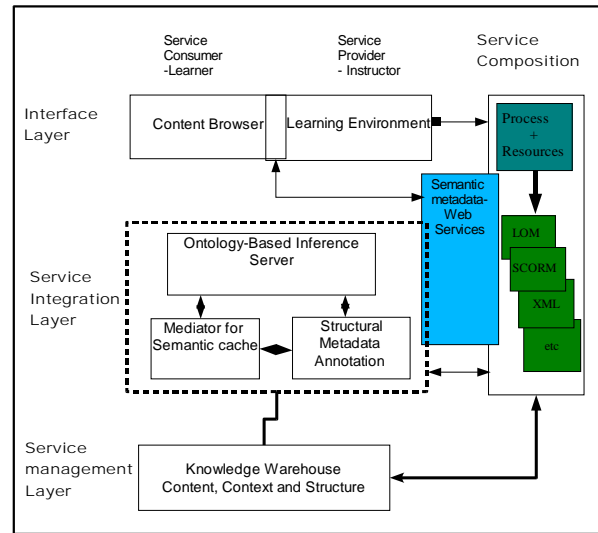 Service
Consumer
-Learner
Service
Provider
- Instructor
Service
Composition
Interface
Layer
Content Browser
Learning Environment
Process
+
Resources
Semantic
metadata-
Web
Services
LOM
SCORM
XML
etc
Ontology-Based Inference
Server
Service
Integration
Layer
Mediator for
Semantic cache
Structural
Metadata
Annotation
Service
management
Layer
Knowledge Warehouse
Content, Context and Structure